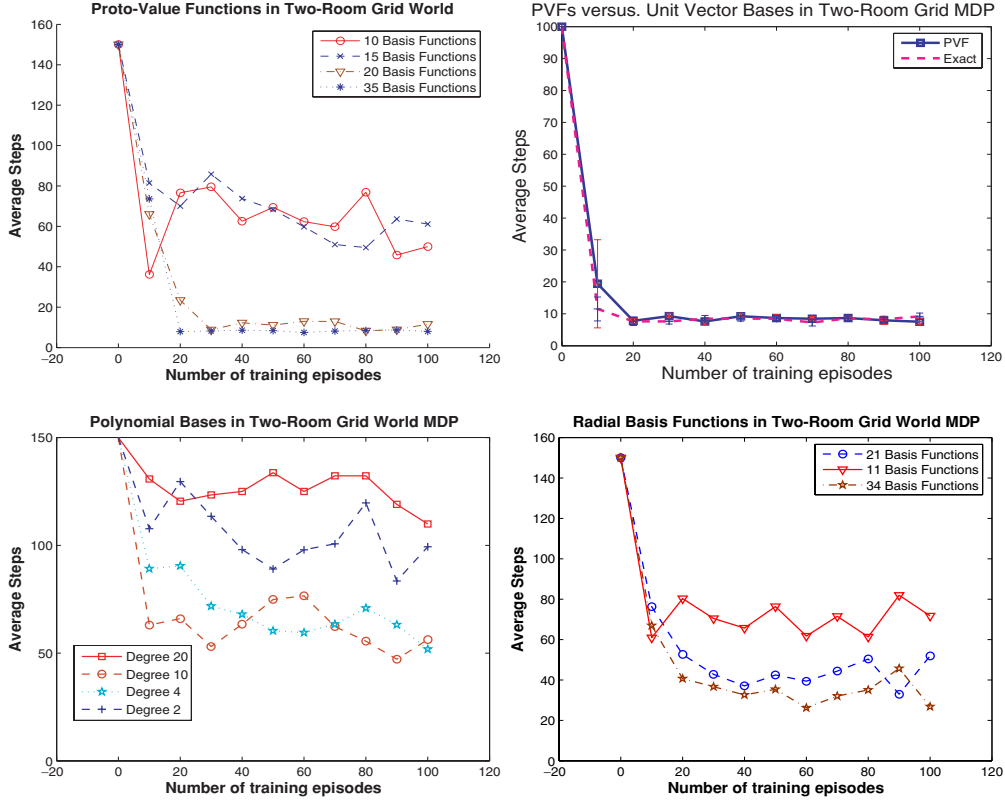 Proto-Value Functions in Two-Room Grid World
160
140
120
100
80
60
40
20
0
−20
0
20
40
60
80
100
120
Average Steps
Number of training episodes
10 Basis Functions
15 Basis Functions
20 Basis Functions
35 Basis Functions
PVFs versus. Unit Vector Bases in Two-Room Grid MDP
100
90
80
70
60
50
40
30
20
10
0
0
20
40
60
80
100
120
Average Steps
Number of training episodes
PVF
Exact
Polynomial Bases in Two-Room Grid World MDP
150
100
50
0
−20
0
20
40
60
80
100
120
Average Steps
Number of training episodes
Degree 20
Degree 10
Degree 4
Degree 2
Radial Basis Functions in Two-Room Grid World MDP
160
140
120
100
80
60
40
20
0
−20
0
20
40
60
80
100
120
Average Steps
Number of training episodes
21 Basis Functions
11 Basis Functions
34 Basis Functions